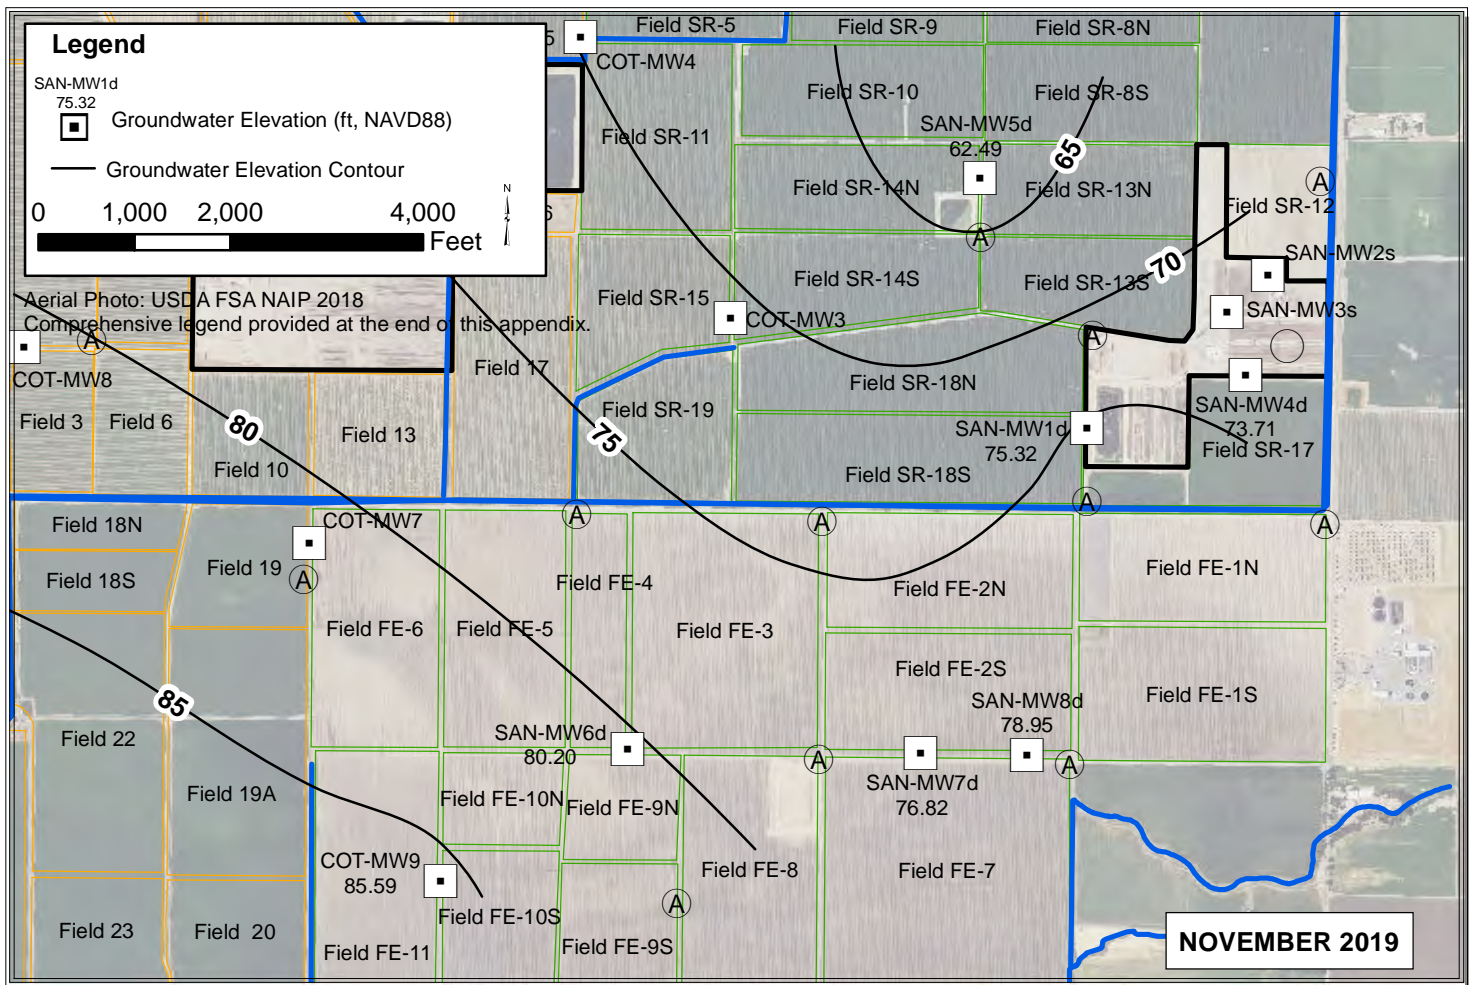 Legend
SAN-MW1d
75.32
Groundwater Elevation (ft, NAVD88)
Groundwater Elevation Contour
N
0 1,000 2,000 4,000
Feet
Aerial Photo: USDA FSA NAIP 2018
Comprehensive legend provided at the end of this appendix.
5
6
Field SR-5
Field SR-9
Field SR-8N
COT-MW4
Field SR-10
Field SR-8S
Field SR-11
SAN-MW5d
62.49
65
Field SR-14N
Field SR-13N
A
Field SR-12
A
SAN-MW2s
70
Field SR-14S
Field SR-13S
Field SR-15
COT-MW3
SAN-MW3s
A
A
COT-MW8
Field 17
Field SR-18N
Field 3
Field 6
80
Field 13
Field 10
Field SR-19
75
SAN-MW1d
75.32
SAN-MW4d
73.71
Field SR-17
Field SR-18S
A
A
A
A
Field 18N
COT-MW7
Field 18S
Field 19
A
Field FE-4
Field FE-2N
Field FE-1N
Field FE-6
Field FE-5
Field FE-3
Field FE-2S
Field FE-1S
85
SAN-MW8d
78.95
SAN-MW6d
80.20
Field 22
A
A
SAN-MW7d
76.82
Field 19A
Field FE-10N
Field FE-9N
COT-MW9
85.59
Field FE-8
Field FE-7
A
Field FE-10S
Field 23
Field 20
Field FE-11
Field FE-9S
NOVEMBER 2019